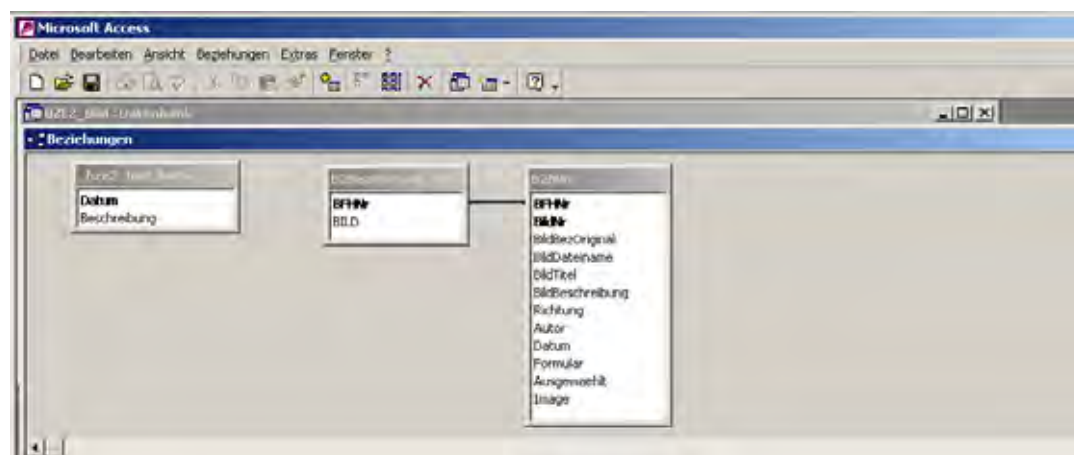 Microsoft Access
Datei Bearbeiten Ansicht Beziehungen Extras Fenster ?
Beziehungen
Datum
Beschreibung
BFHNr
BILD
BFHNr
BildNr
BildBezOriginal
BildDateiname
BildTitel
BildBeschreibung
Richtung
Autor
Datum
Formular
Ausgewaehlt
Image